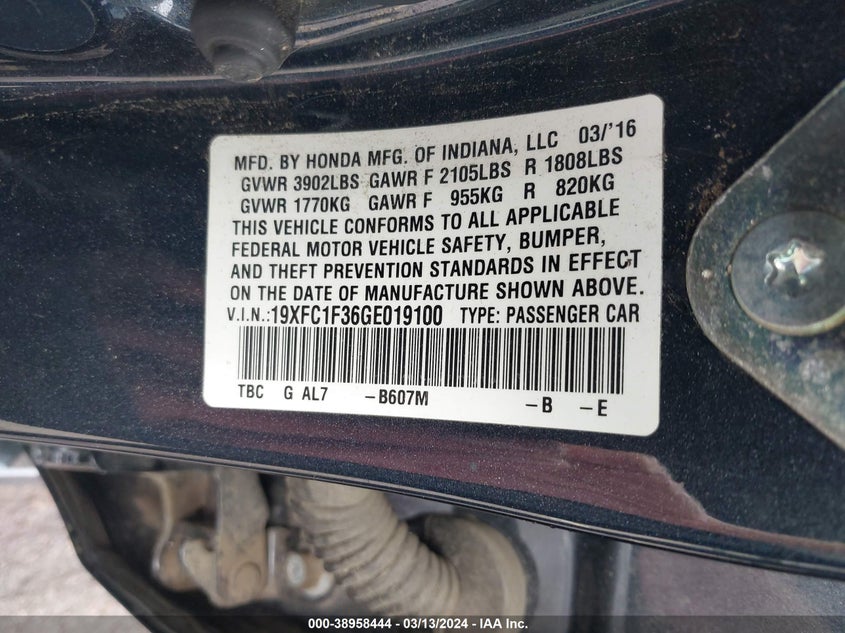 MFD. BY HONDA MFG. OF INDIANA, LLC 03/'16
GVWR 3902LBS GAWR F 2105LBS R 1808LBS
GVWR 1770KG GAWR F 955KG R 820KG
THIS VEHICLE CONFORMS TO ALL APPLICABLE
FEDERAL MOTOR VEHICLE SAFETY, BUMPER,
AND THEFT PREVENTION STANDARDS IN EFFECT
ON THE DATE OF MANUFACTURE SHOWN ABOVE.
V.I.N.:19XFC1F36GE019100 TYPE: PASSENGER CAR
TBC G AL7 -B607M -B -E
000-38958444 - 03/13/2024 - IAA Inc.